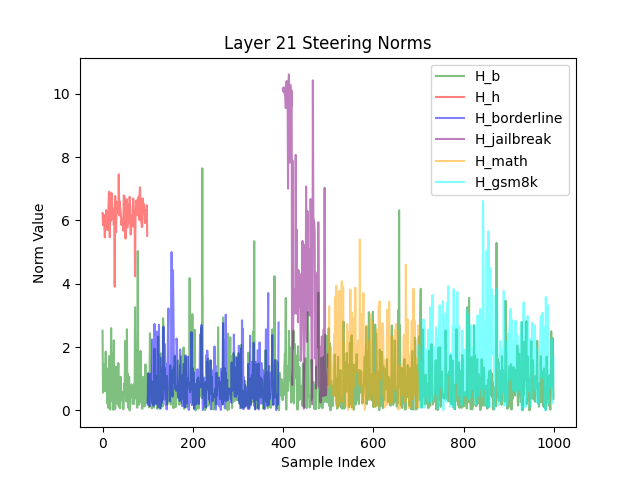 Layer 21 Steering Norms
H_b
H_h
H_borderline
H_jailbreak
H_math
H_gsm8k
Norm Value
10
8
6
4
2
0
0 200 400 600 800 1000
Sample Index